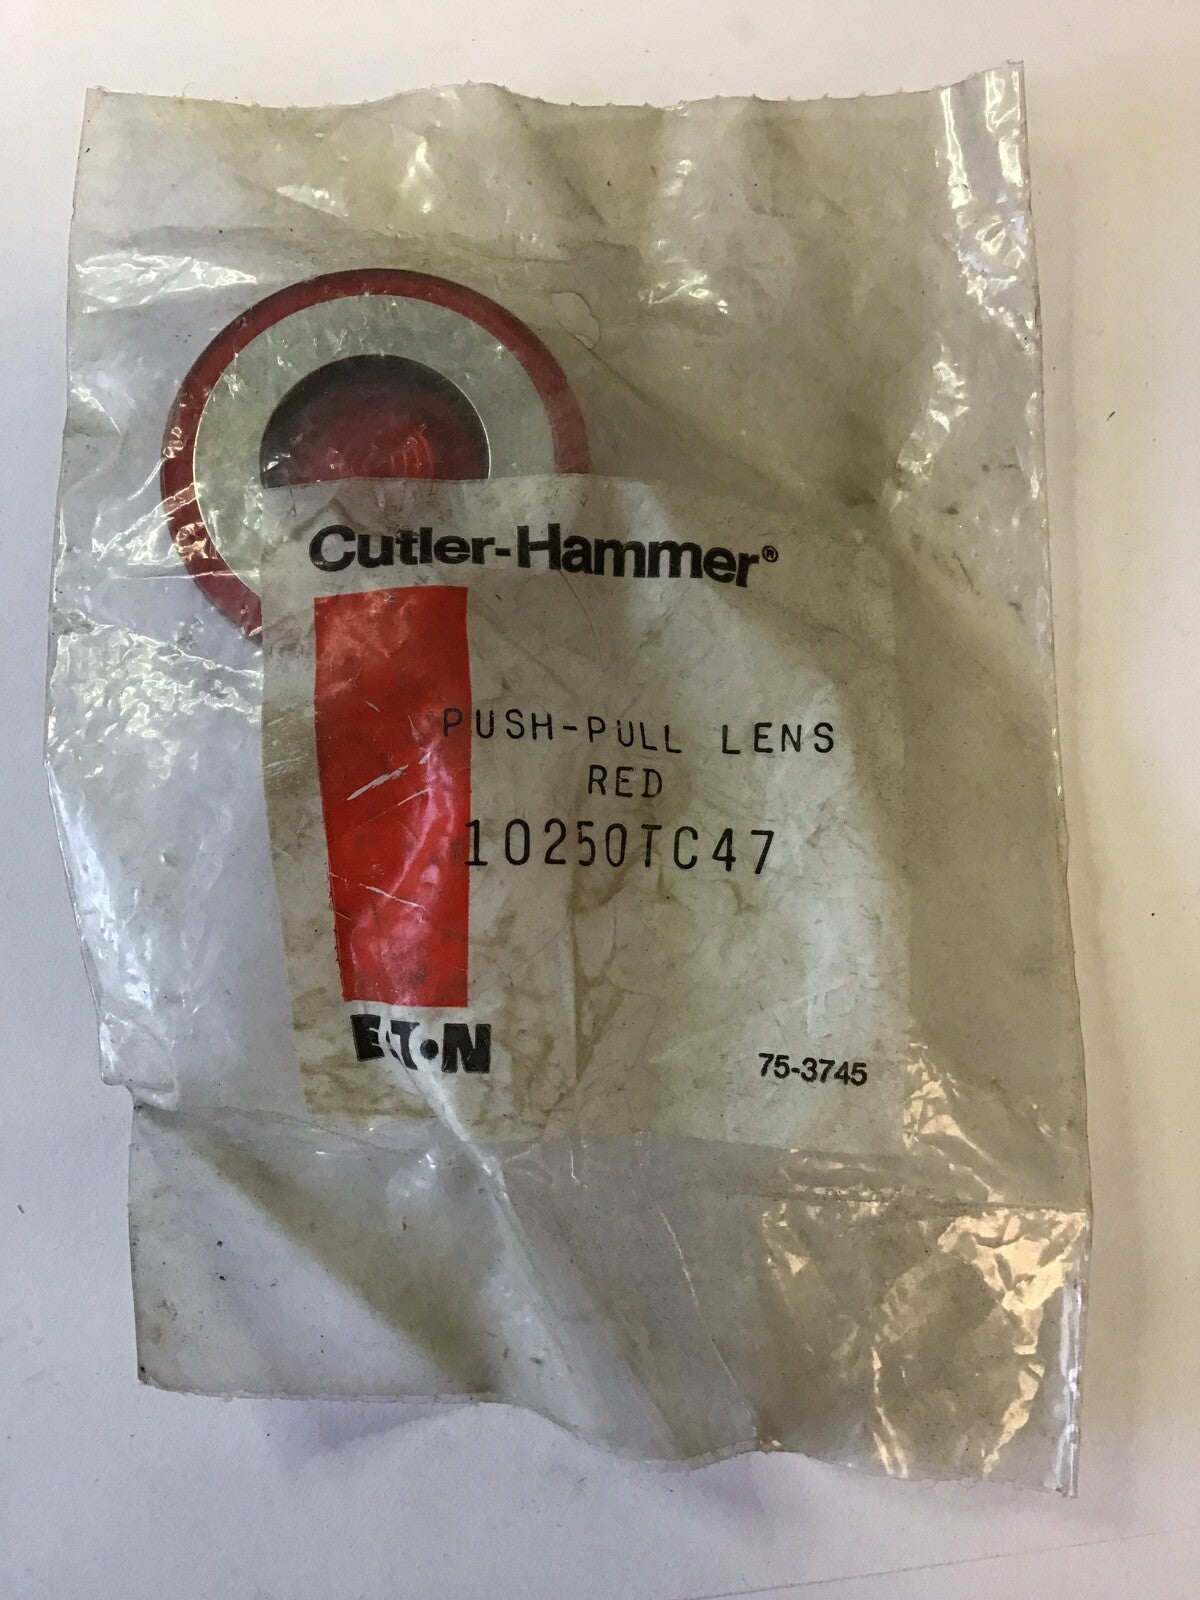 Cutler-Hammer®
PUSH-PULL LENS
RED
10250TC47
EATON
75-3745